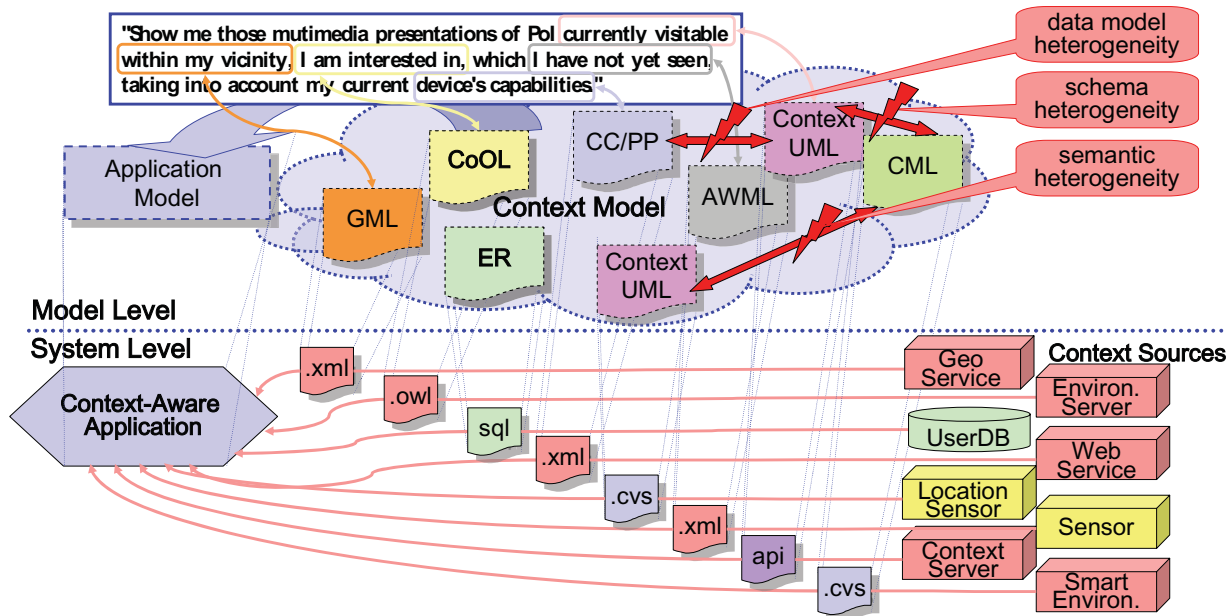 "Show me those mutimedia presentations of PoI currently visitable
within my vicinity, I am interested in, which I have not yet seen,
taking into account my current device's capabilities"
data model
heterogeneity
schema
heterogeneity
semantic
heterogeneity
Application
Model
CoOL
CC/PP
Context
UML
CML
GML
Context Model
AWML
ER
Context
UML
Model Level
System Level
Context Sources
Context-Aware
Application
.xml
.owl
sql
.xml
.cvs
.xml
api
.cvs
Geo
Service
Environ.
Server
UserDB
Web
Service
Location
Sensor
Sensor
Context
Server
Smart
Environ.